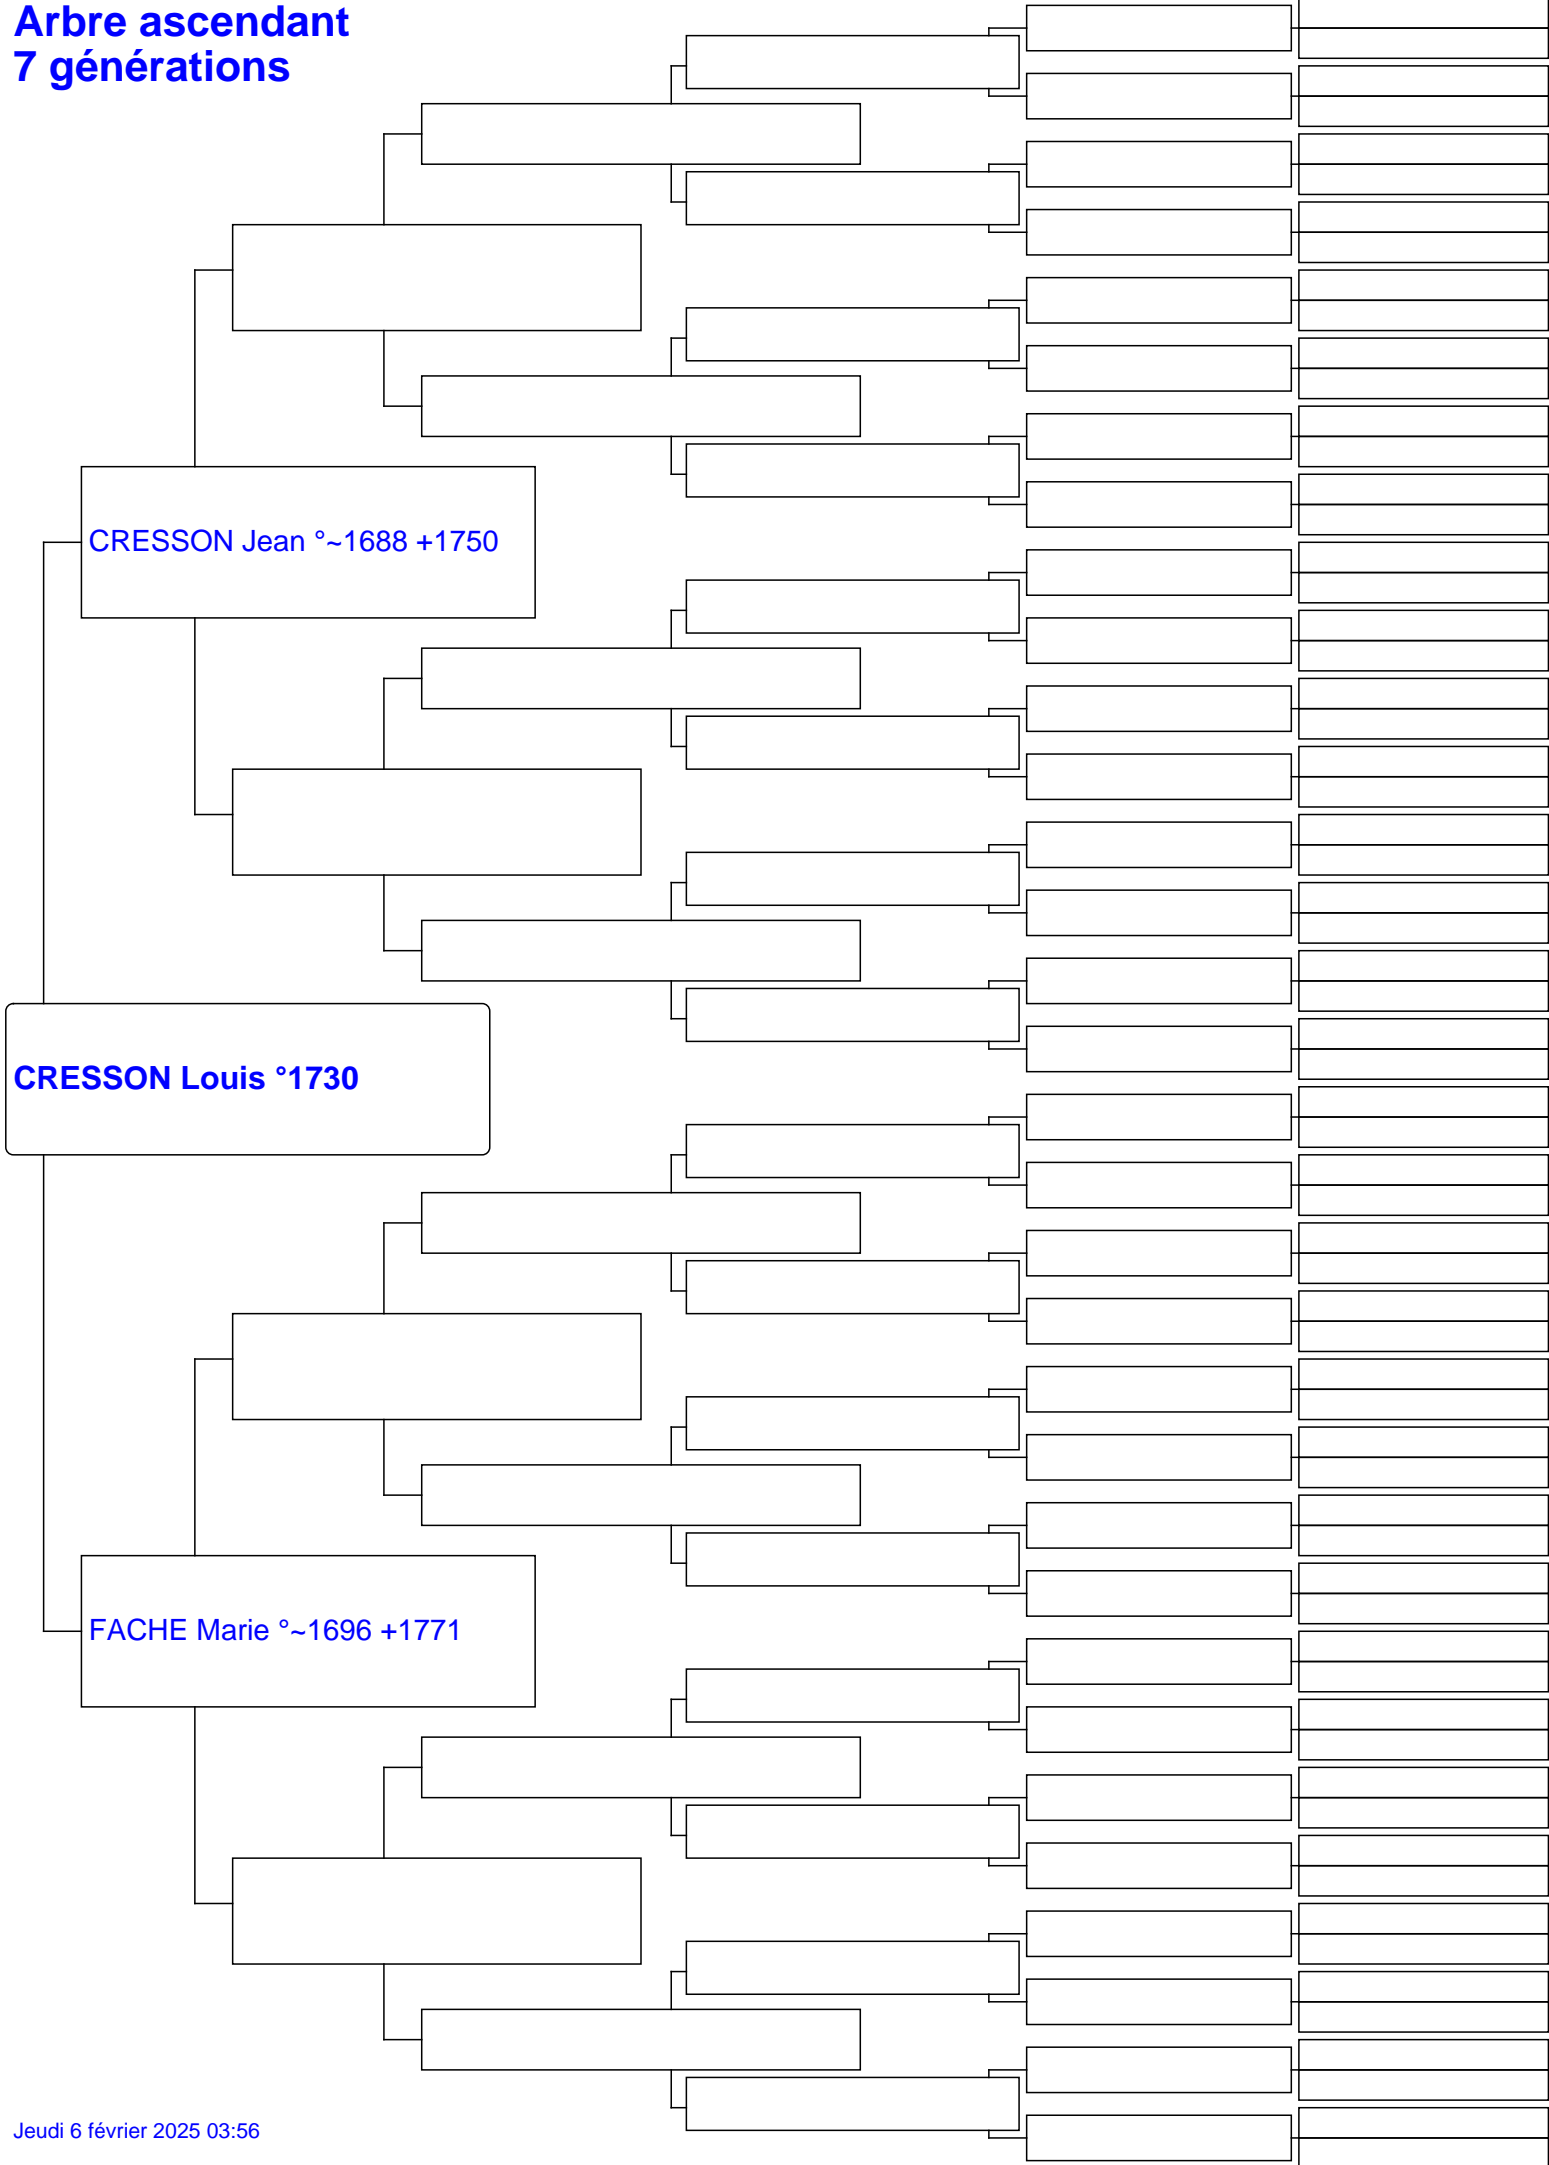 Arbre ascendant
7 générations
CRESSON Jean °~1688 +1750
CRESSON Louis °1730
FACHE Marie °~1696 +1771
Jeudi 6 février 2025 03:56